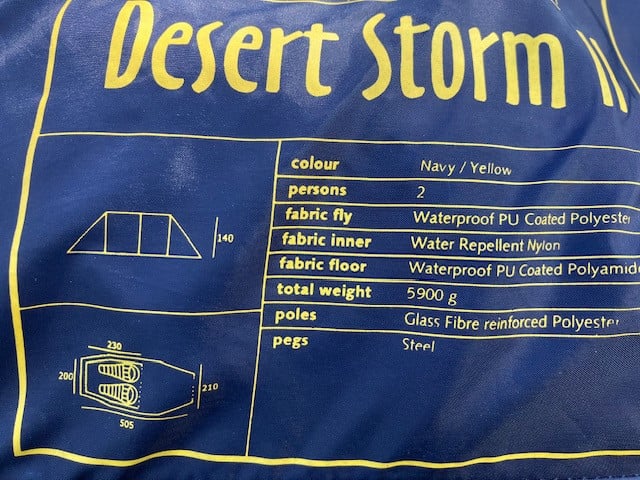 Desert Storm II
colour Navy / Yellow
persons 2
fabric fly Waterproof PU Coated Polyester
fabric inner Water Repellent Nylon
fabric floor Waterproof PU Coated Polyamide
total weight 5900 g
poles Glass Fibre reinforced Polyester
pegs Steel
140
230
200
210
505